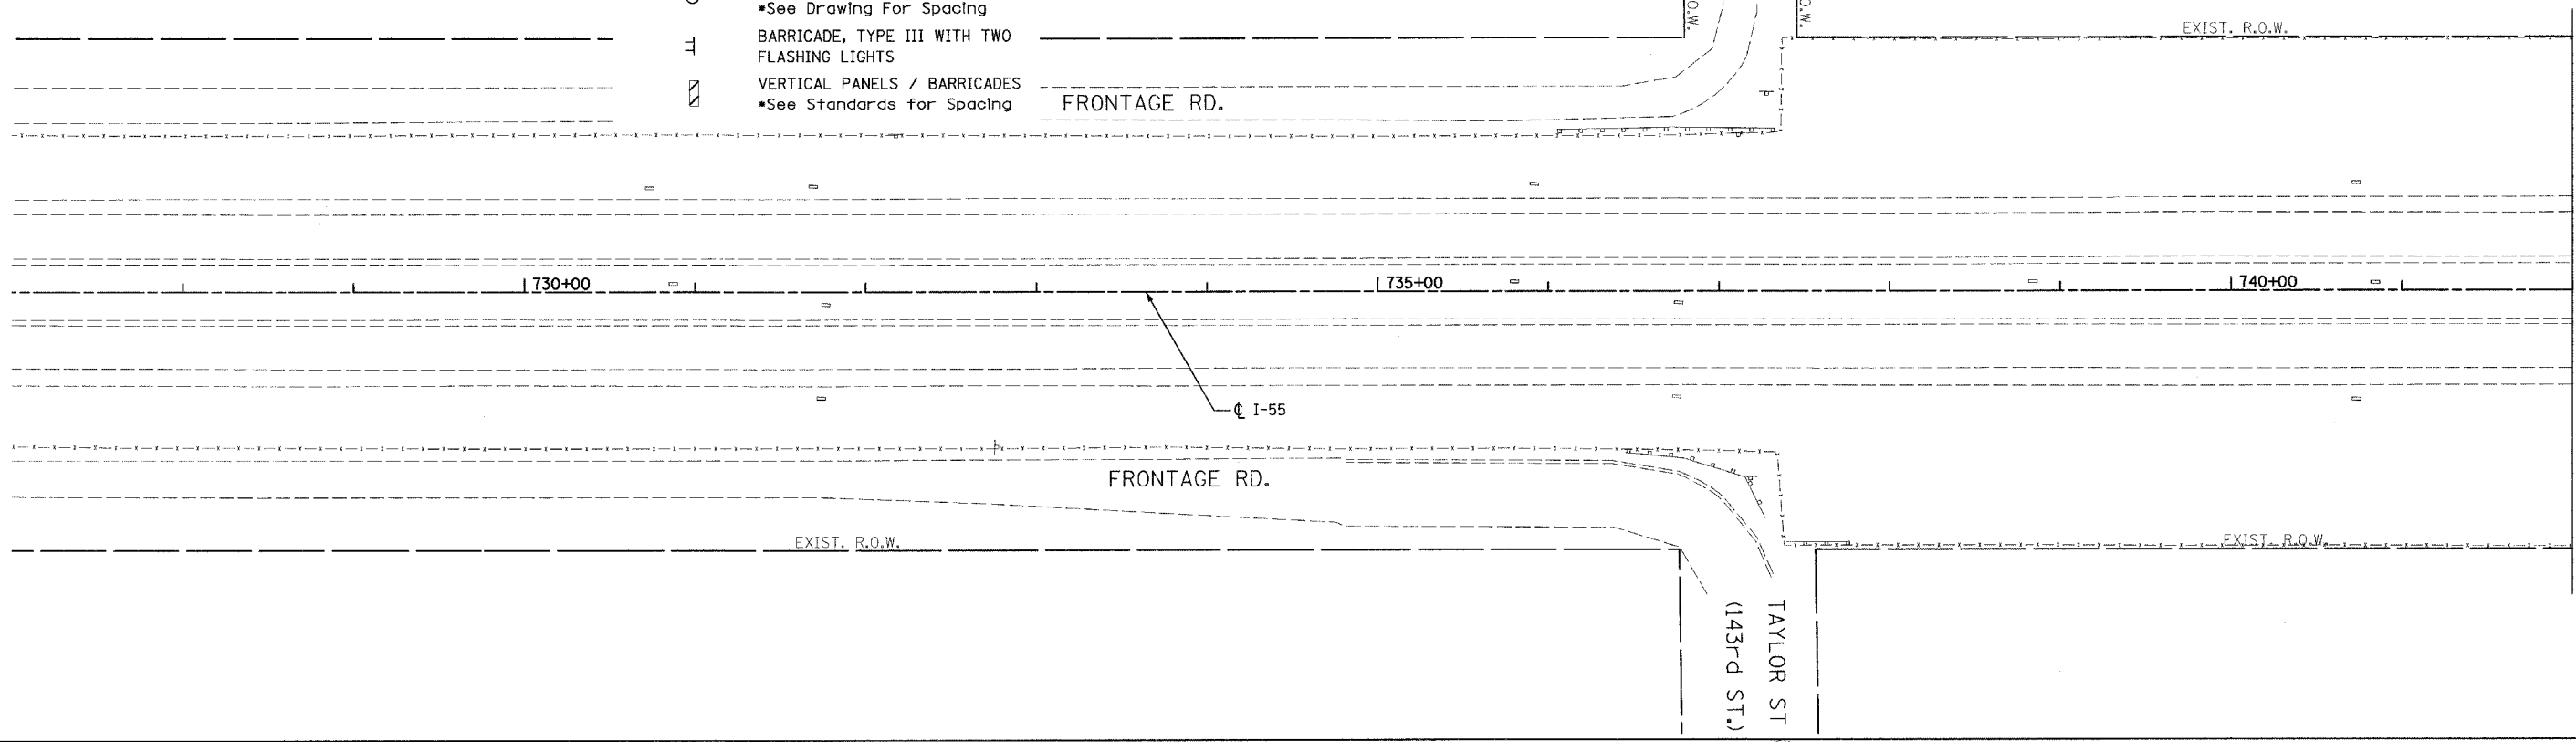 *See Drawing For Spacing
O.W.
O.W.
EXIST. R.O.W.
BARRICADE, TYPE III WITH TWO
FLASHING LIGHTS
VERTICAL PANELS / BARRICADES
*See Standards for Spacing
FRONTAGE RD.
730+00
735+00
740+00
℄ I-55
FRONTAGE RD.
EXIST. R.O.W.
EXIST. R.O.W.
TAYLOR ST
(143rd ST.)